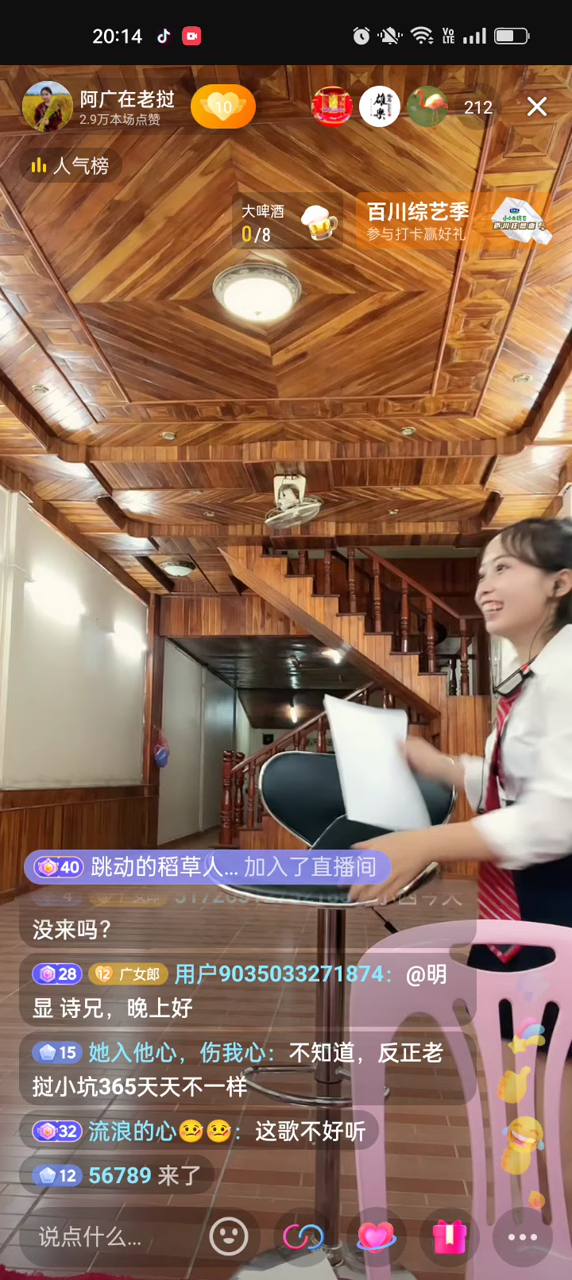 20:14
Vo LTE
阿广在老挝
2.9万本场点赞
10
212
人气榜
大啤酒
0/8
百川综艺季
参与打卡赢好礼
40 跳动的稻草人... 加入了直播间
没来吗？
28 12 广女郎 用户9035033271874：@明
显 诗兄，晚上好
15 她入他心，伤我心：不知道，反正老
挝小坑365天天不一样
32 流浪的心🤒🤒：这歌不好听
12 56789 来了
说点什么...